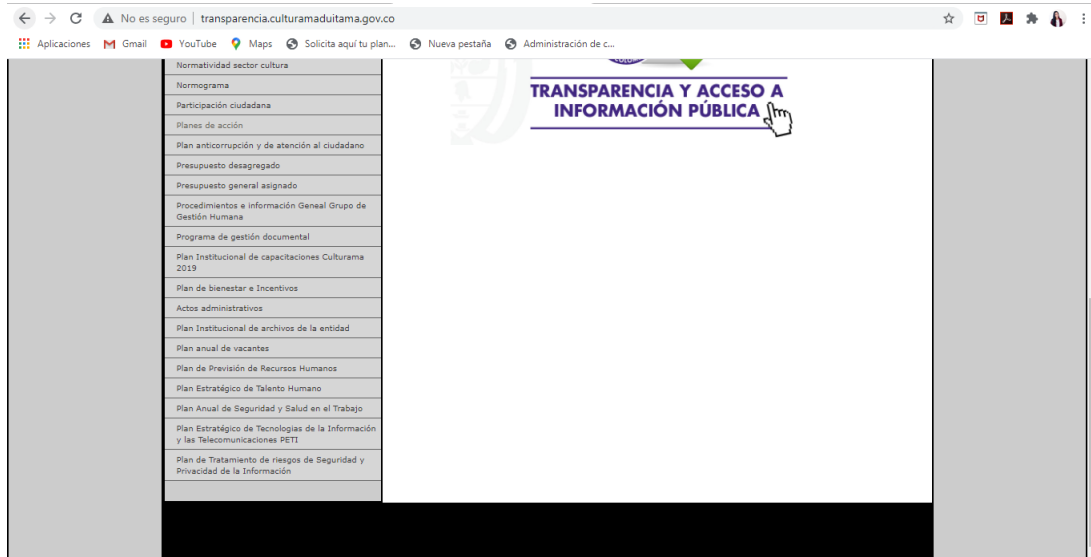 No es seguro | transparencia.culturamaduitama.gov.co
Aplicaciones Gmail YouTube Maps Solicita aquí tu plan... Nueva pestaña Administración de c...
Normatividad sector cultura
Normograma
Participación ciudadana
Planes de acción
Plan anticorrupción y de atención al ciudadano
Presupuesto desagregado
Presupuesto general asignado
Procedimientos e información Geneal Grupo de
Gestión Humana
Programa de gestión documental
Plan Institucional de capacitaciones Culturama
2019
Plan de bienestar e Incentivos
Actos administrativos
Plan Institucional de archivos de la entidad
Plan anual de vacantes
Plan de Previsión de Recursos Humanos
Plan Estratégico de Talento Humano
Plan Anual de Seguridad y Salud en el Trabajo
Plan Estratégico de Tecnologias de la Información
y las Telecomunicaciones PETI
Plan de Tratamiento de riesgos de Seguridad y
Privacidad de la Información
COLOMBIA
TRANSPARENCIA Y ACCESO A
INFORMACIÓN PÚBLICA